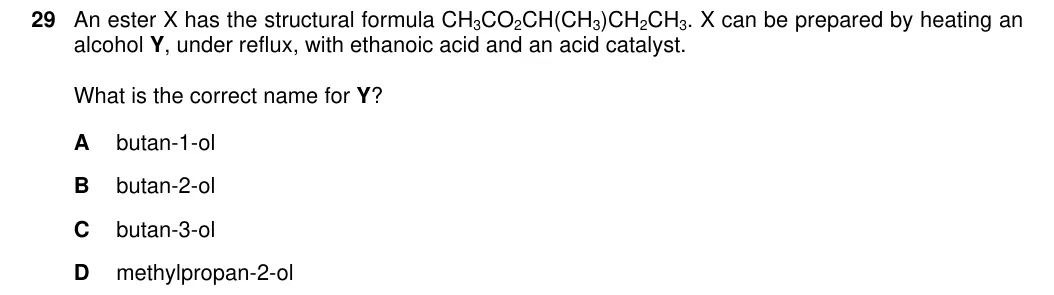 29 An ester X has the structural formula CH₃CO₂CH(CH₃)CH₂CH₃. X can be prepared by heating an
alcohol Y, under reflux, with ethanoic acid and an acid catalyst.
What is the correct name for Y?
A butan-1-ol
B butan-2-ol
C butan-3-ol
D methylpropan-2-ol